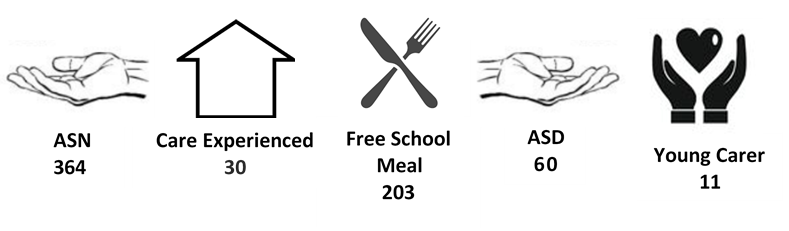 ASN
364
Care Experienced
30
Free School
Meal
203
ASD
60
Young Carer
11